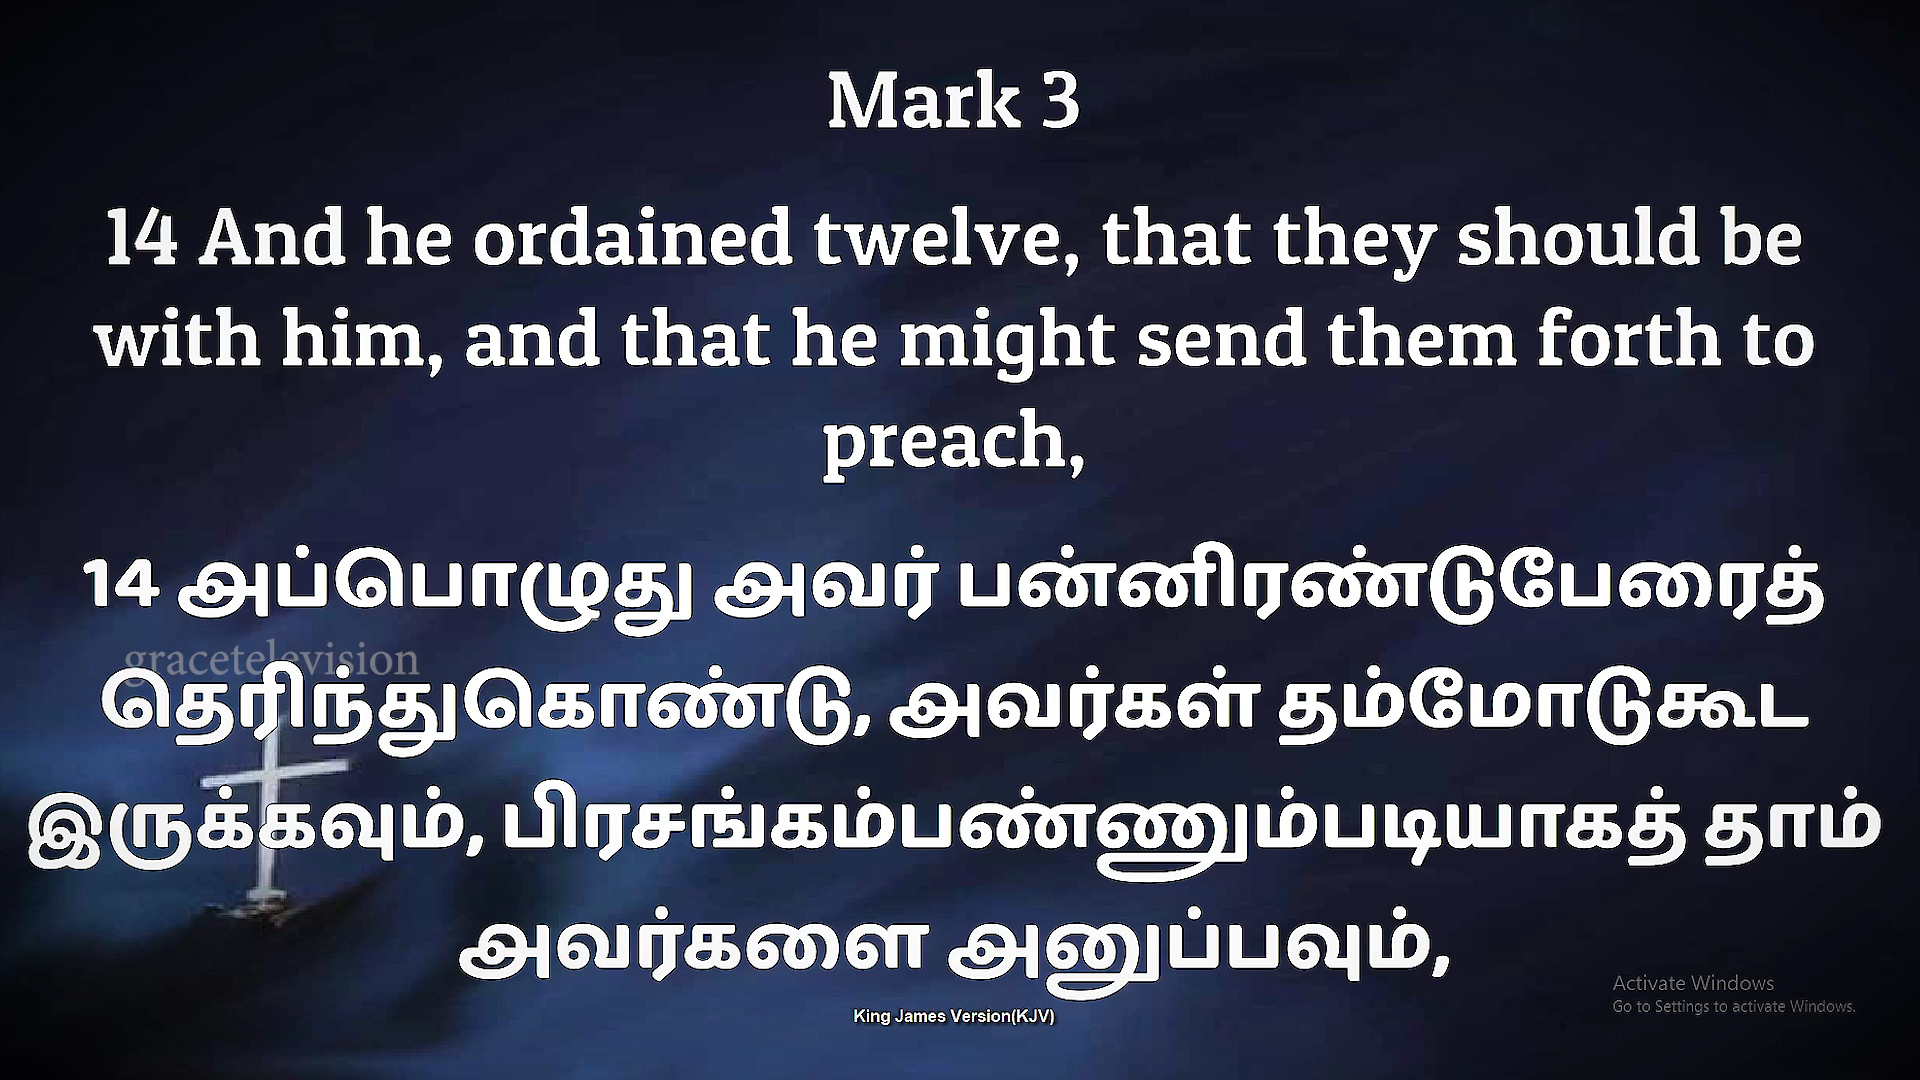 Mark 3
14 And he ordained twelve, that they should be
with him, and that he might send them forth to
preach,
14 அப்பொழுது அவர் பன்னிரண்டுபேரைத்
gracetelevision
தெரிந்துகொண்டு, அவர்கள் தம்மோடுகூட
இருக்கவும், பிரசங்கம்பண்ணும்படியாகத் தாம்
அவர்களை அனுப்பவும்,
Activate Windows
Go to Settings to activate Windows.
King James Version(KJV)